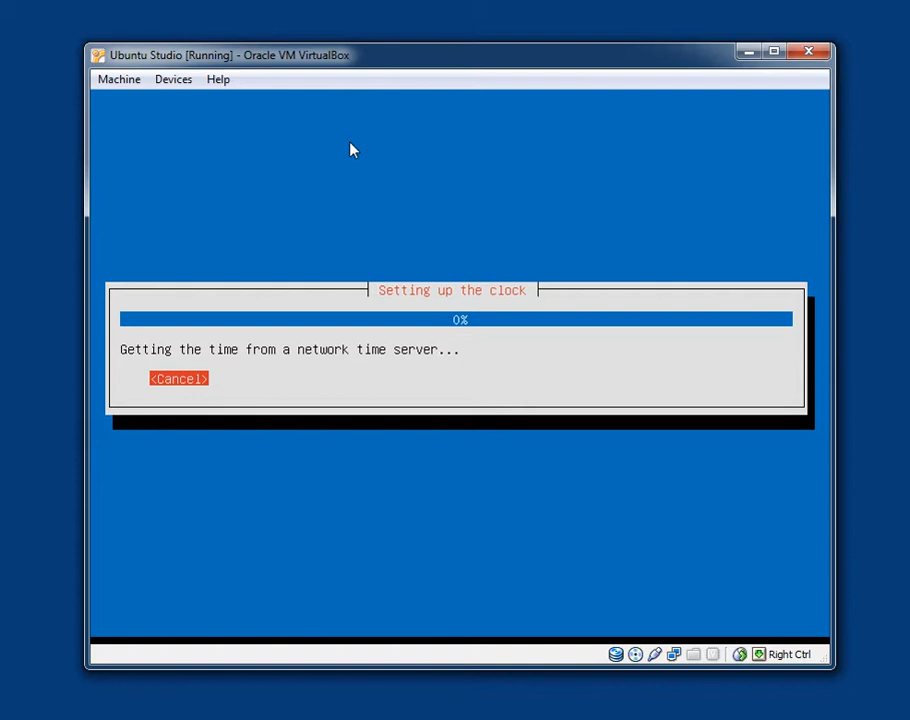 Ubuntu Studio [Running] - Oracle VM VirtualBox
Machine Devices Help
Setting up the clock
0%
Getting the time from a network time server...
<Cancel>
Right Ctrl